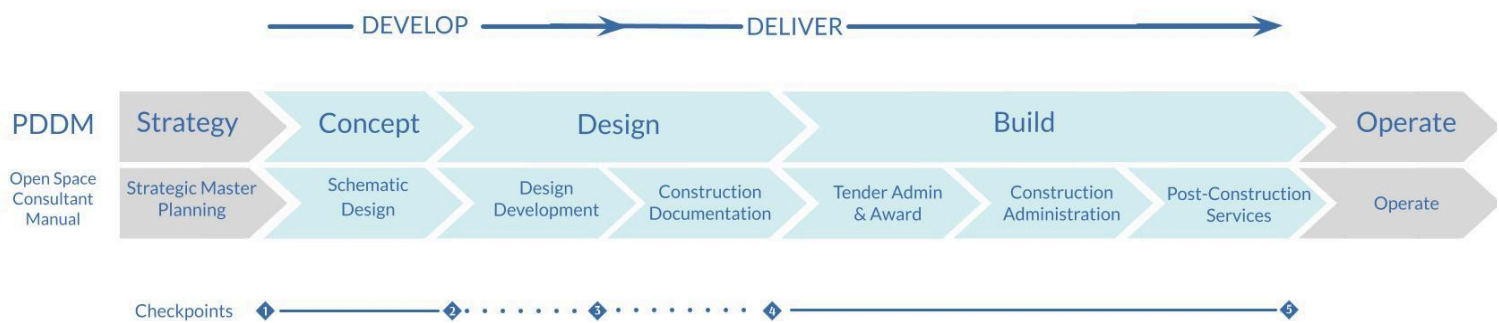 DEVELOP
DELIVER
PDDM
Strategy
Concept
Design
Build
Operate
Open Space
Consultant
Manual
Strategic Master
Planning
Schematic
Design
Design
Development
Construction
Documentation
Tender Admin
& Award
Construction
Administration
Post-Construction
Services
Operate
Checkpoints
1
2
3
4
5